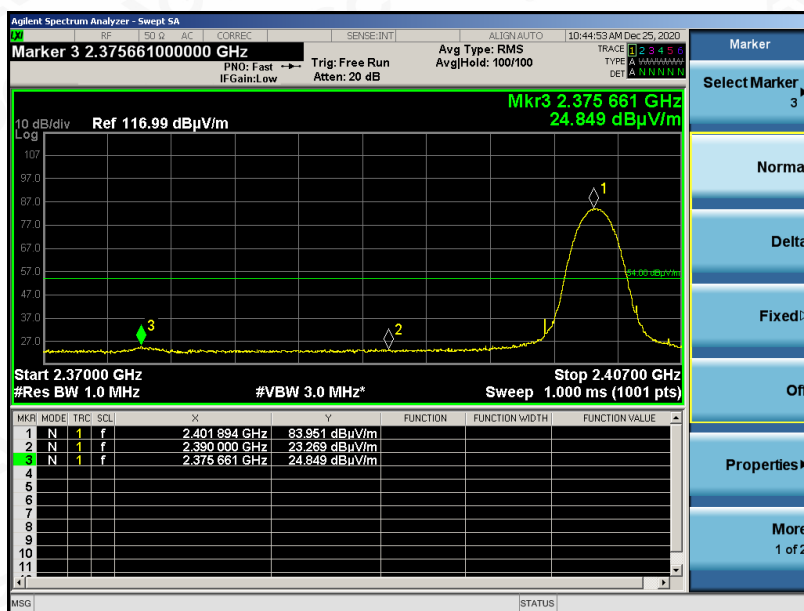 Agilent Spectrum Analyzer - Swept SA
LXI RF 50 Ω AC CORREC SENSE:INT ALIGN AUTO 10:44:53 AM Dec 25, 2020
Marker 3 2.375661000000 GHz
PNO: Fast
IFGain:Low
Trig: Free Run
Atten: 20 dB
Avg Type: RMS
Avg|Hold: 100/100
TRACE 1 2 3 4 5 6
TYPE A WWWWW
DET A N N N N N
Mkr3 2.375 661 GHz
24.849 dBµV/m
10 dB/div Ref 116.99 dBµV/m
Log
107
97.0
87.0
77.0
67.0
57.0
47.0
37.0
27.0
1
2
3
54.00 dBµV/m
Start 2.37000 GHz Stop 2.40700 GHz
#Res BW 1.0 MHz #VBW 3.0 MHz* Sweep 1.000 ms (1001 pts)
MKR MODE TRC SCL X Y FUNCTION FUNCTION WIDTH FUNCTION VALUE
1 N 1 f 2.401 894 GHz 83.951 dBµV/m
2 N 1 f 2.390 000 GHz 23.269 dBµV/m
3 N 1 f 2.375 661 GHz 24.849 dBµV/m
4
5
6
7
8
9
10
11
MSG STATUS
Marker
Select Marker
3
Norma
Delta
Fixed
Of
Properties
More
1 of 2